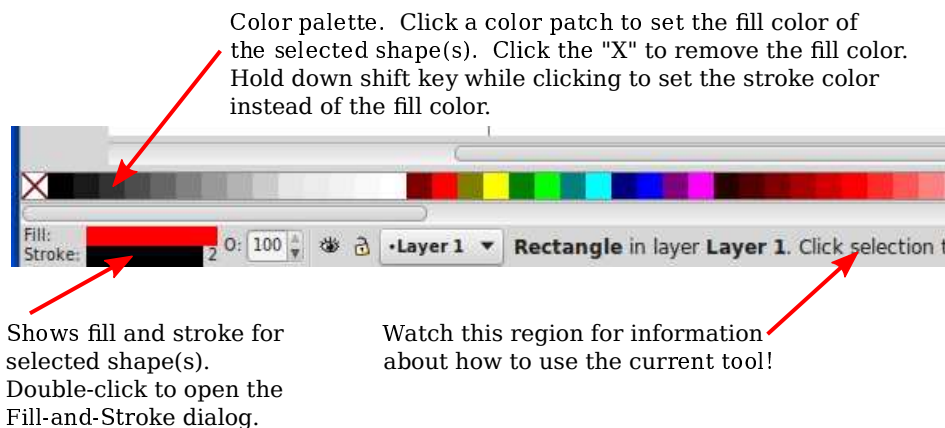 Color palette.  Click a color patch to set the fill color of
the selected shape(s).  Click the "X" to remove the fill color.
Hold down shift key while clicking to set the stroke color
instead of the fill color.
Fill:
Stroke: 2 O: 100 •Layer 1 Rectangle in layer Layer 1. Click selection t
Shows fill and stroke for
selected shape(s).
Double-click to open the
Fill-and-Stroke dialog.
Watch this region for information
about how to use the current tool!